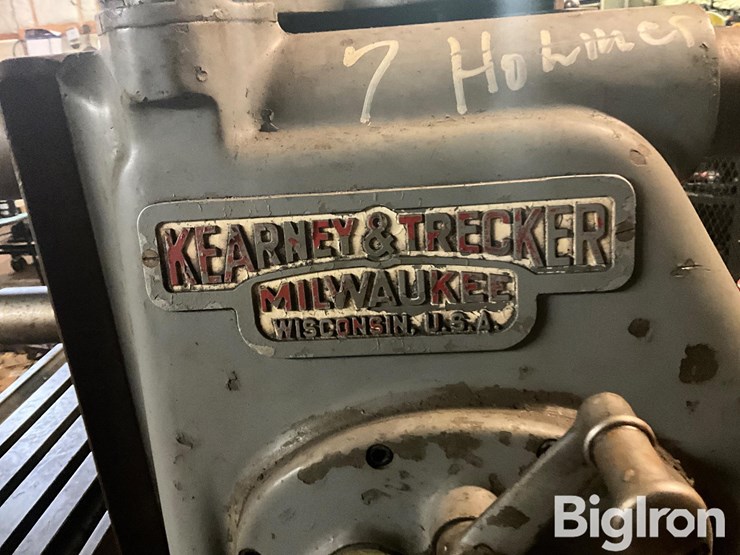 7 Hohimer
KEARNEY & TRECKER
MILWAUKEE
WISCONSIN, U.S.A.
BigIron